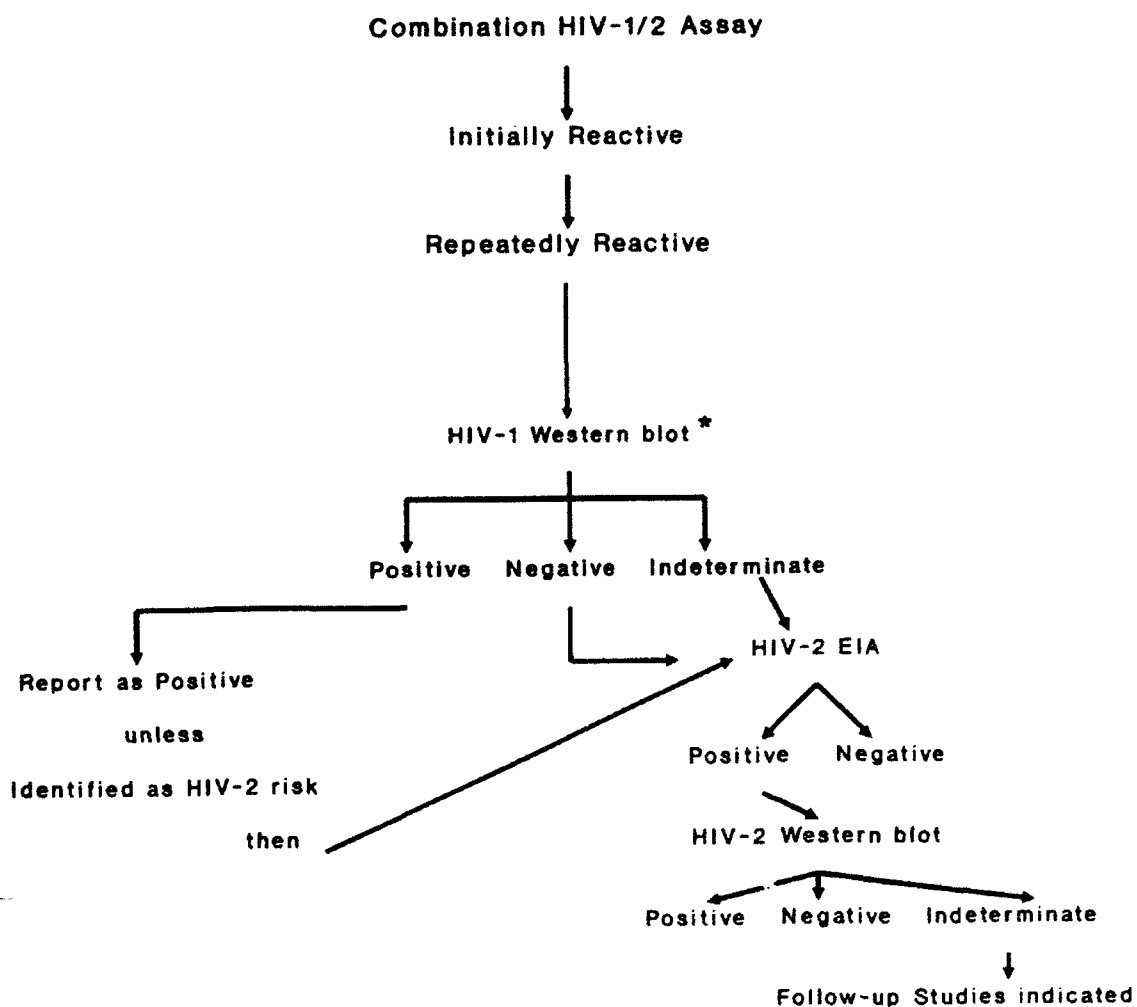 Combination HIV-1/2 Assay
Initially Reactive
Repeatedly Reactive
HIV-1 Western blot *
Positive Negative Indeterminate
HIV-2 EIA
Report as Positive
unless
Identified as HIV-2 risk
then
Positive Negative
HIV-2 Western blot
Positive Negative Indeterminate
Follow-up Studies indicated